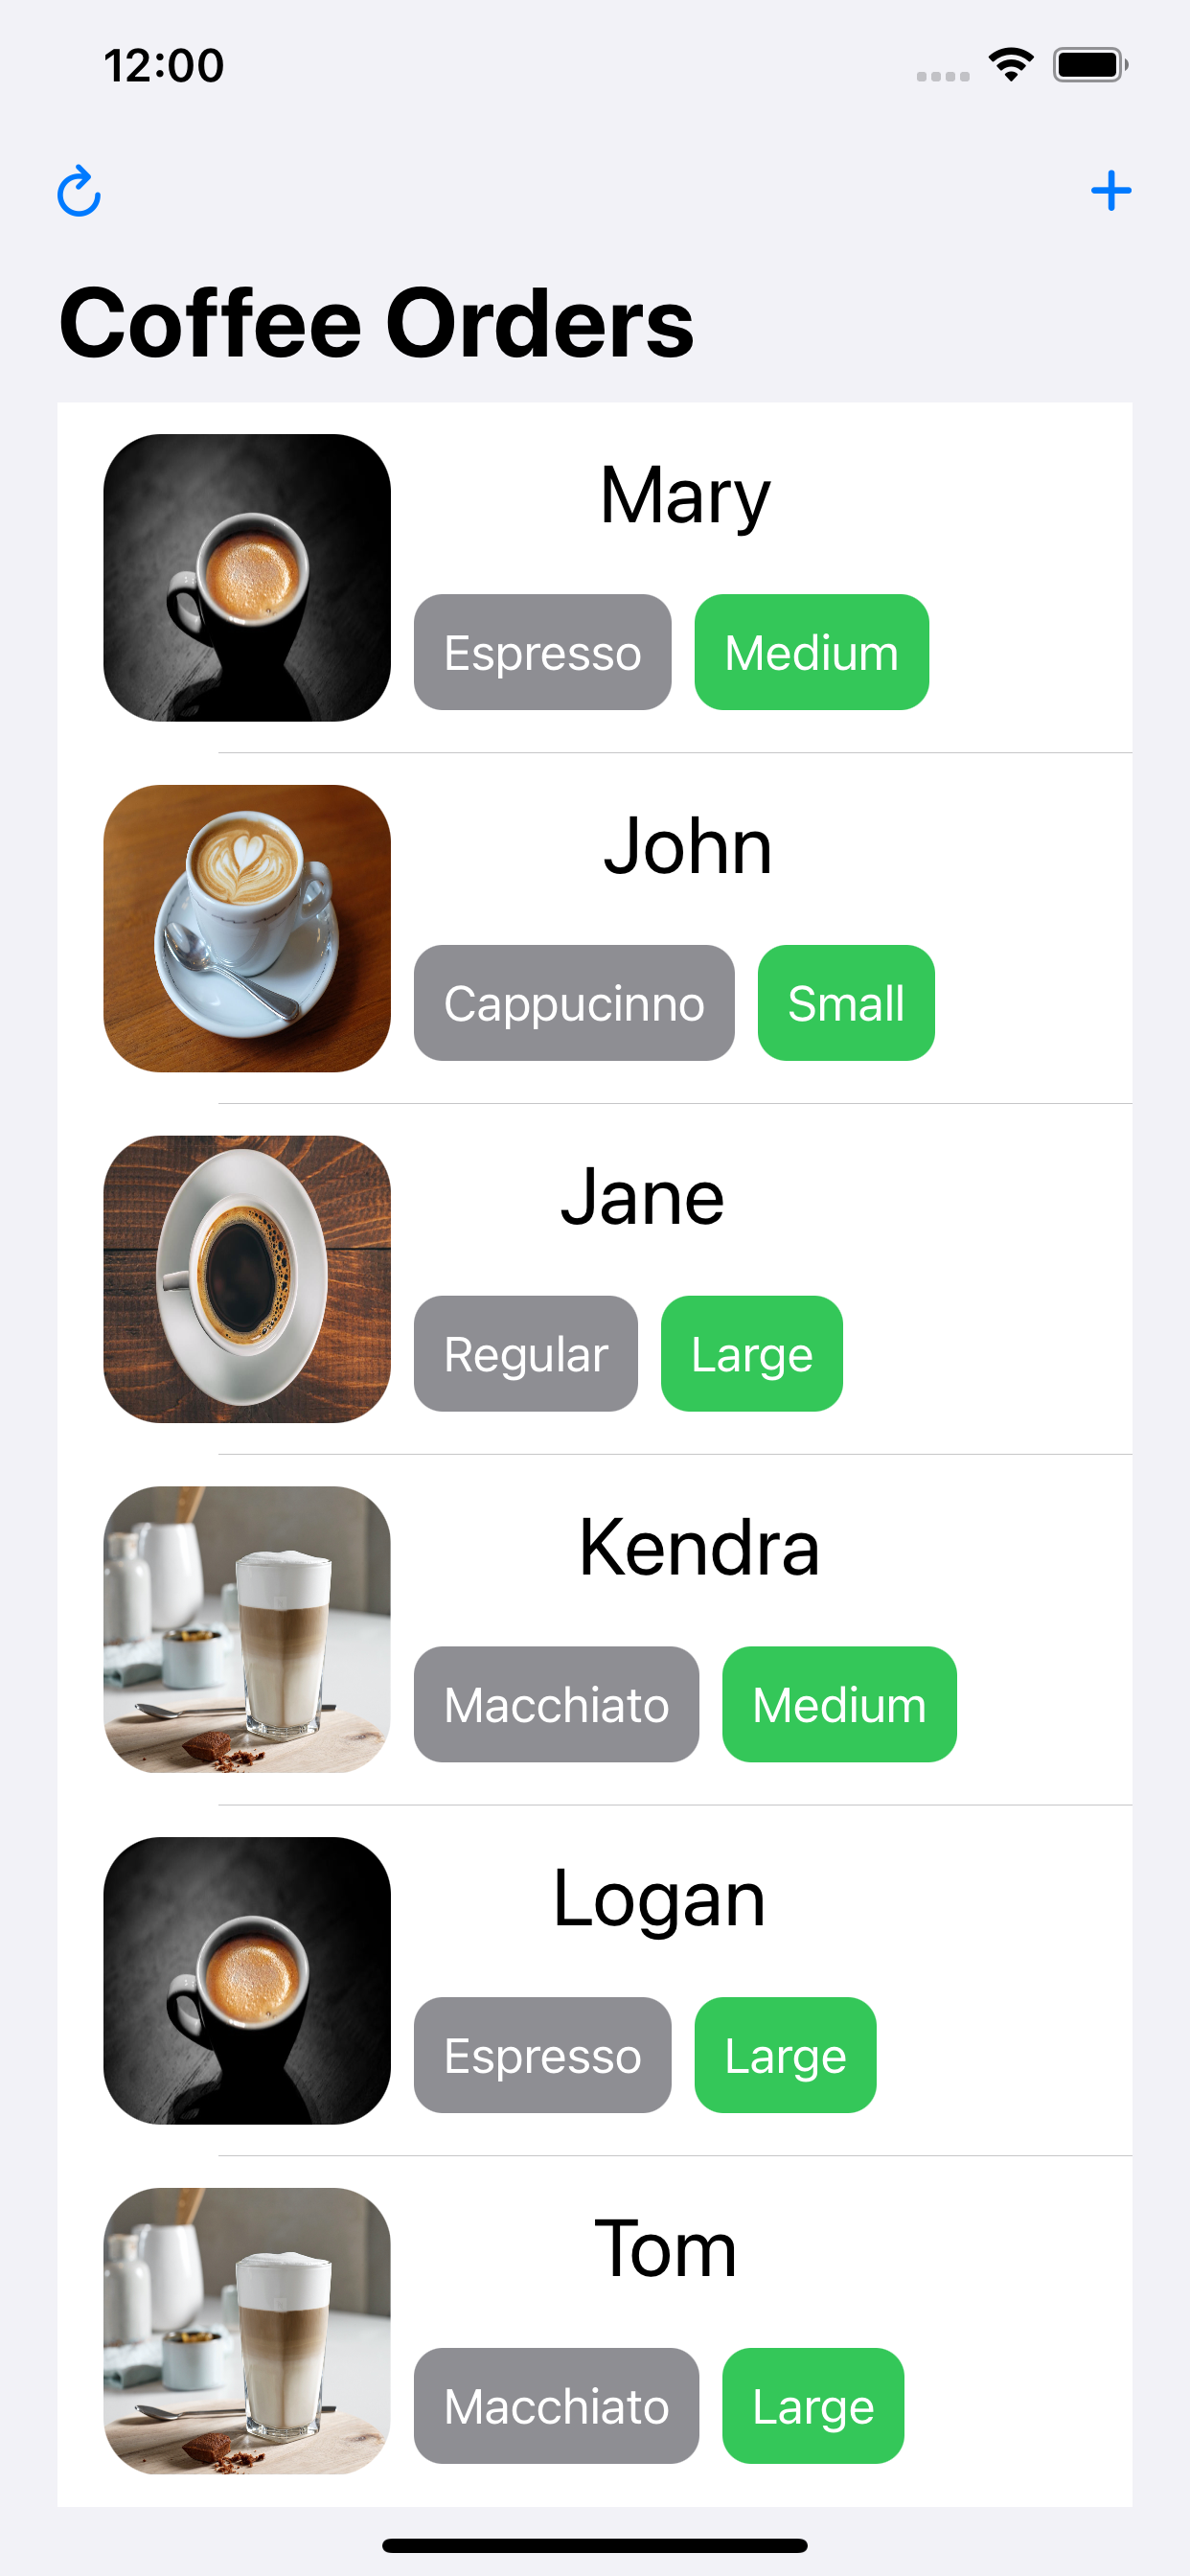 12:00
Coffee Orders
Mary
Espresso Medium
John
Cappucinno Small
Jane
Regular Large
Kendra
Macchiato Medium
Logan
Espresso Large
Tom
Macchiato Large